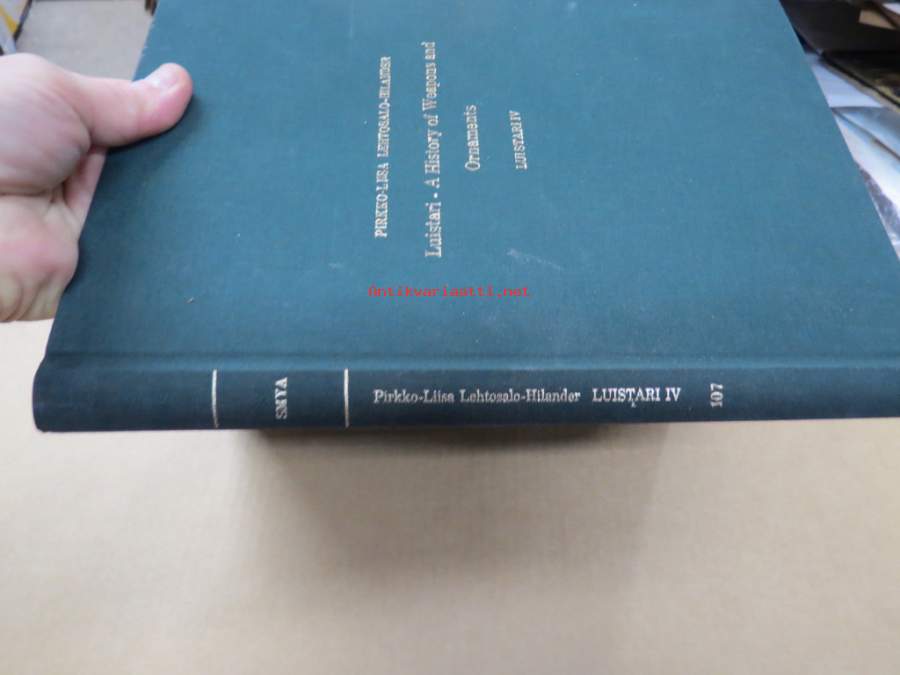 PIRKKO-LIISA LEHTOSALO-HILANDER
Luistari - A History of Weapons and
Ornaments
LUISTARI IV
Antikwariaatti.net
SMYA
Pirkko-Liisa Lehtosalo-Hilander LUISTARI IV
107